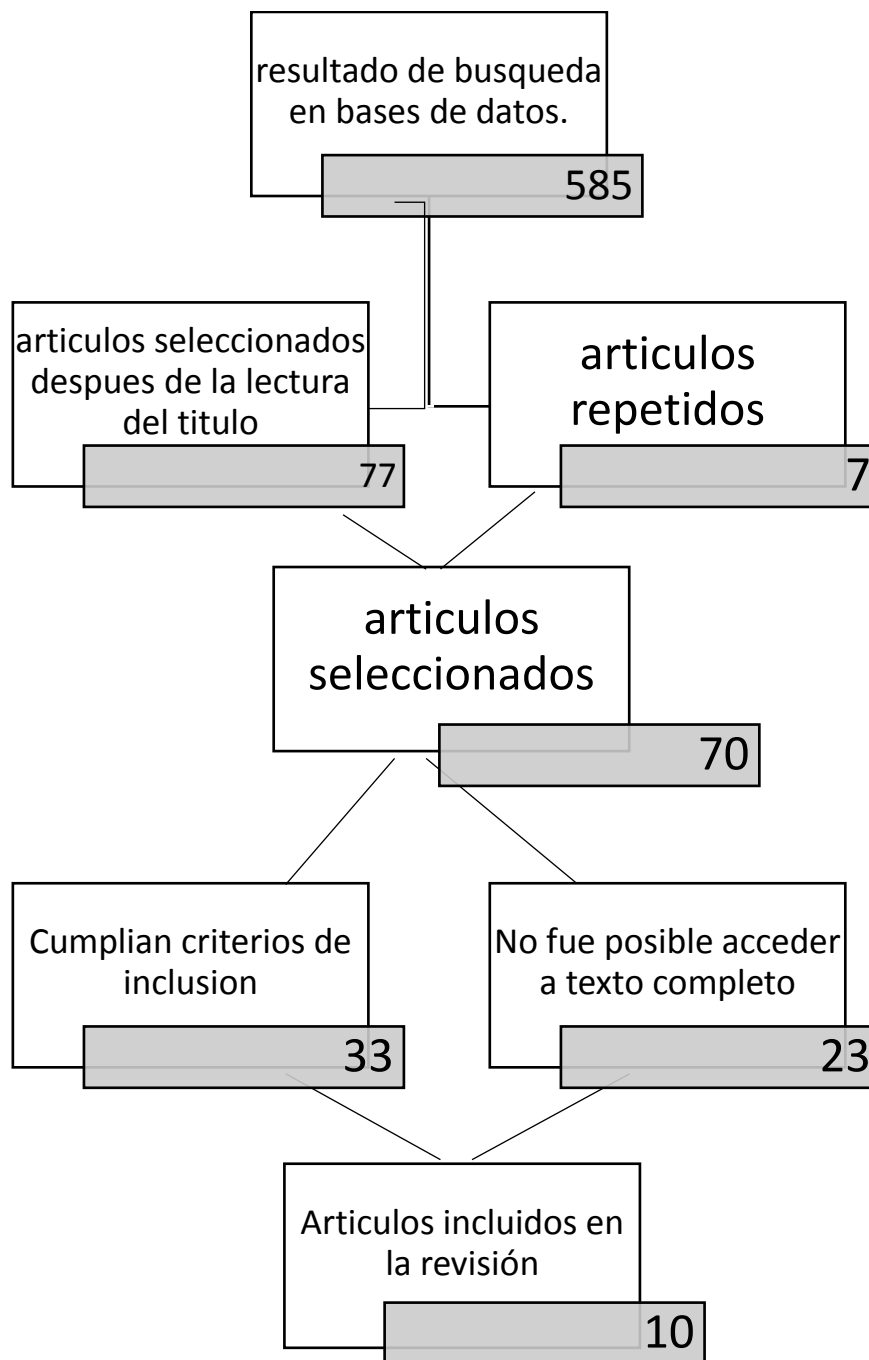 resultado de busqueda
en bases de datos.
585
articulos seleccionados
despues de la lectura
del titulo
77
articulos
repetidos
7
articulos
seleccionados
70
Cumplian criterios de
inclusion
33
No fue posible acceder
a texto completo
23
Articulos incluidos en
la revisión
10